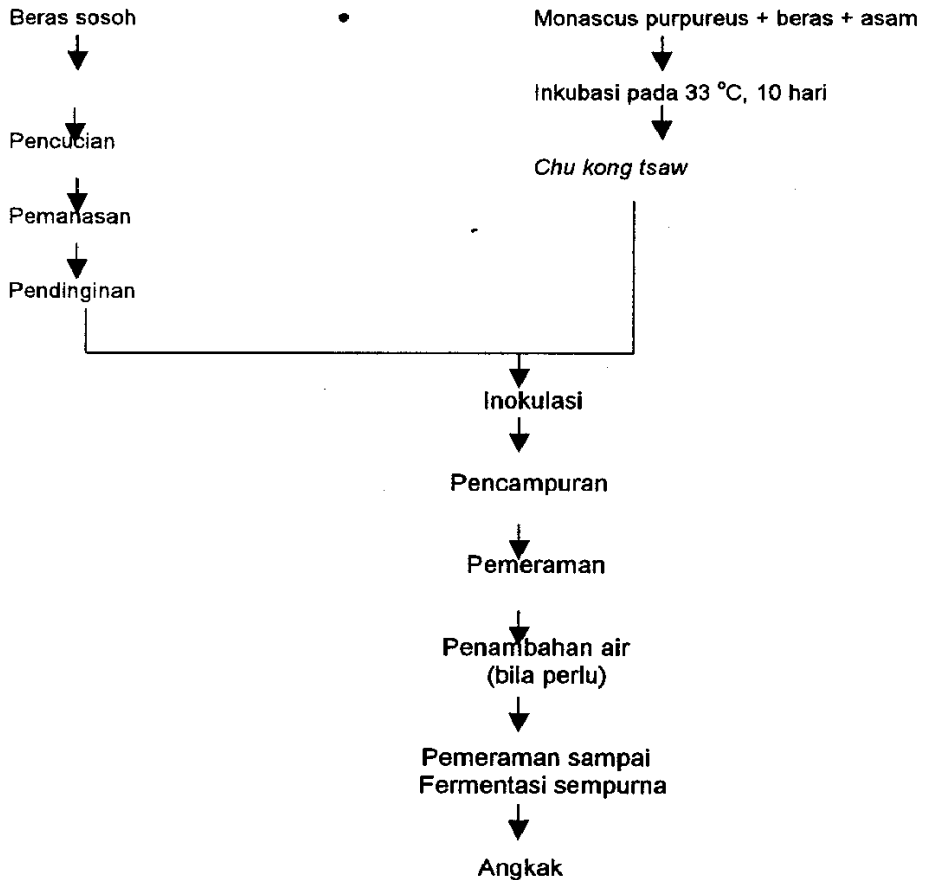 Beras sosoh
Pencucian
Pemanasan
Pendinginan
Monascus purpureus + beras + asam
Inkubasi pada 33 °C, 10 hari
Chu kong tsaw
Inokulasi
Pencampuran
Pemeraman
Penambahan air
(bila perlu)
Pemeraman sampai
Fermentasi sempurna
Angkak